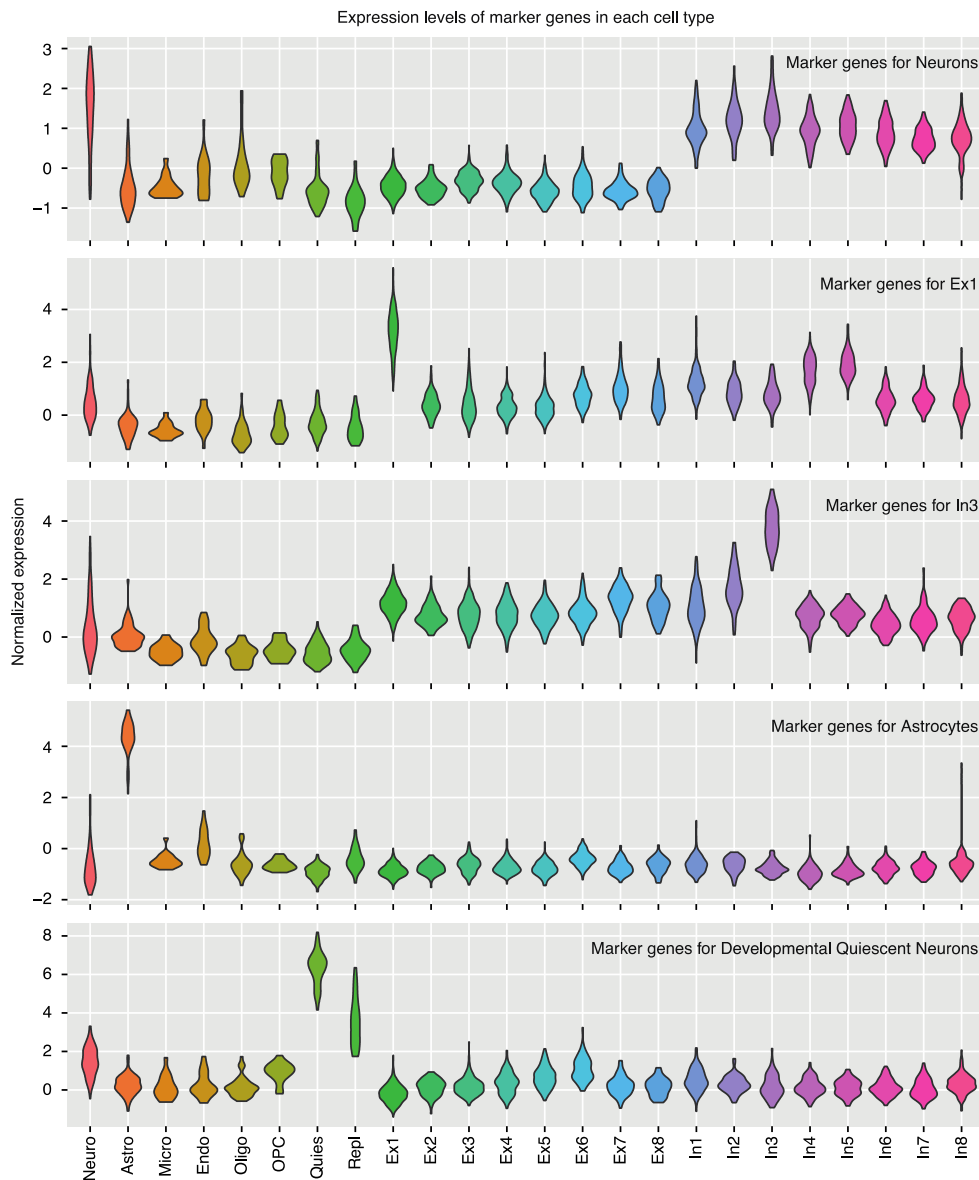 Expression levels of marker genes in each cell type
Marker genes for Neurons
3
2
1
0
−1
Marker genes for Ex1
4
2
0
Normalized expression
Marker genes for In3
4
2
0
Marker genes for Astrocytes
4
2
0
−2
Marker genes for Developmental Quiescent Neurons
8
6
4
2
0
Neuro
Astro
Micro
Endo
Oligo
OPC
Quies
Repl
Ex1
Ex2
Ex3
Ex4
Ex5
Ex6
Ex7
Ex8
In1
In2
In3
In4
In5
In6
In7
In8